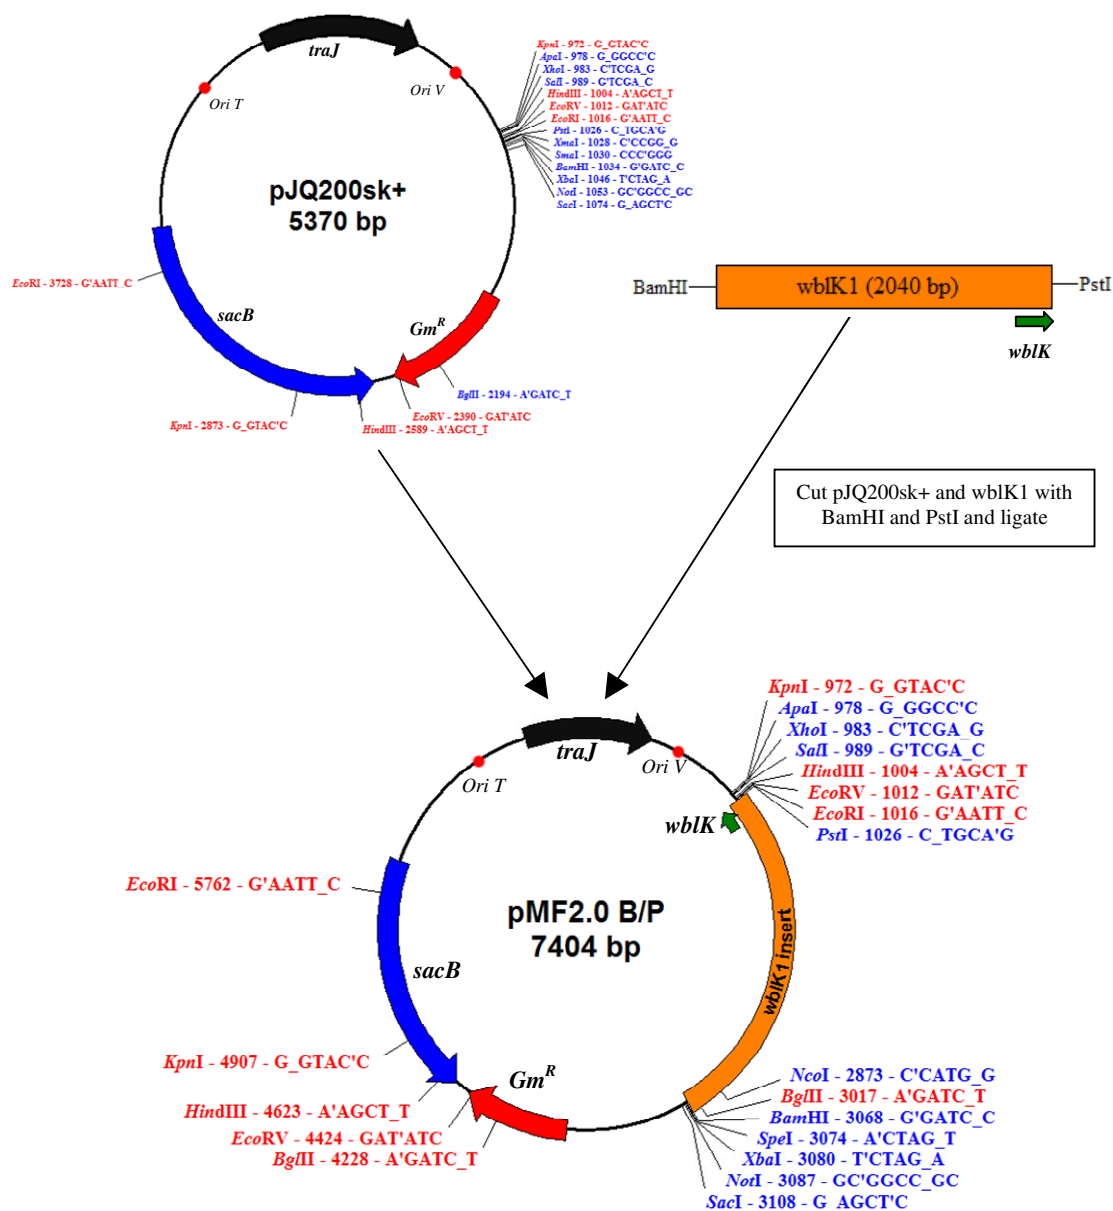 traJ
Ori T
Ori V
KpnI - 972 - G_GTAC'C
ApaI - 978 - G_GGCC'C
XhoI - 983 - C'TCGA_G
SalI - 989 - G'TCGA_C
HindIII - 1004 - A'AGCT_T
EcoRV - 1012 - GAT'ATC
EcoRI - 1016 - G'AATT_C
PstI - 1026 - C_TGCA'G
XmaI - 1028 - C'CCGG_G
SmaI - 1030 - CCC'GGG
BamHI - 1034 - G'GATC_C
XbaI - 1046 - T'CTAG_A
NotI - 1053 - GC'GGCC_GC
SacI - 1074 - G_AGCT'C
pJQ200sk+
5370 bp
EcoRI - 3728 - G'AATT_C
sacB
GmR
BglII - 2194 - A'GATC_T
EcoRV - 2390 - GAT'ATC
HindIII - 2589 - A'AGCT_T
KpnI - 2873 - G_GTAC'C
BamHI
wblK1 (2040 bp)
PstI
wblK
Cut pJQ200sk+ and wblK1 with
BamHI and PstI and ligate
traJ
Ori T
Ori V
KpnI - 972 - G_GTAC'C
ApaI - 978 - G_GGCC'C
XhoI - 983 - C'TCGA_G
SalI - 989 - G'TCGA_C
HindIII - 1004 - A'AGCT_T
EcoRV - 1012 - GAT'ATC
EcoRI - 1016 - G'AATT_C
PstI - 1026 - C_TGCA'G
wblK
EcoRI - 5762 - G'AATT_C
pMF2.0 B/P
7404 bp
sacB
wblK1 insert
KpnI - 4907 - G_GTAC'C
HindIII - 4623 - A'AGCT_T
EcoRV - 4424 - GAT'ATC
BglII - 4228 - A'GATC_T
GmR
NcoI - 2873 - C'CATG_G
BglII - 3017 - A'GATC_T
BamHI - 3068 - G'GATC_C
SpeI - 3074 - A'CTAG_T
XbaI - 3080 - T'CTAG_A
NotI - 3087 - GC'GGCC_GC
SacI - 3108 - G_AGCT'C